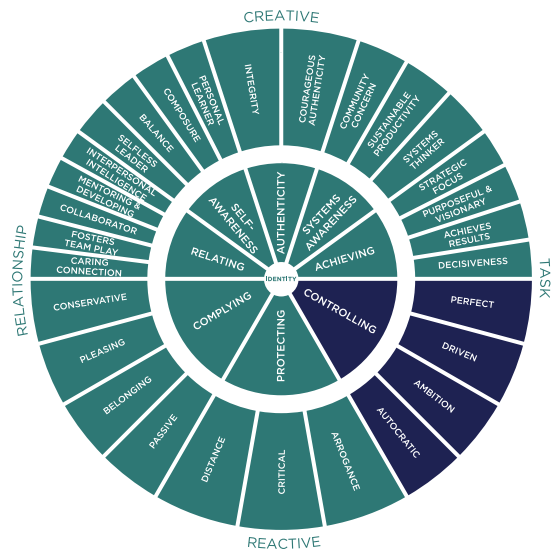 CREATIVE
RELATIONSHIP
TASK
REACTIVE
CARING
CONNECTION
FOSTERS
TEAM PLAY
COLLABORATOR
MENTORING &
DEVELOPING
INTERPERSONAL
INTELLIGENCE
SELFLESS
LEADER
BALANCE
COMPOSURE
PERSONAL
LEARNER
INTEGRITY
COURAGEOUS
AUTHENTICITY
COMMUNITY
CONCERN
SUSTAINABLE
PRODUCTIVITY
SYSTEMS
THINKER
STRATEGIC
FOCUS
PURPOSEFUL &
VISIONARY
ACHIEVES
RESULTS
DECISIVENESS
PERFECT
DRIVEN
AMBITION
AUTOCRATIC
ARROGANCE
CRITICAL
DISTANCE
PASSIVE
BELONGING
PLEASING
CONSERVATIVE
RELATING
SELF-
AWARENESS
AUTHENTICITY
SYSTEMS
AWARENESS
ACHIEVING
IDENTITY
CONTROLLING
PROTECTING
COMPLYING